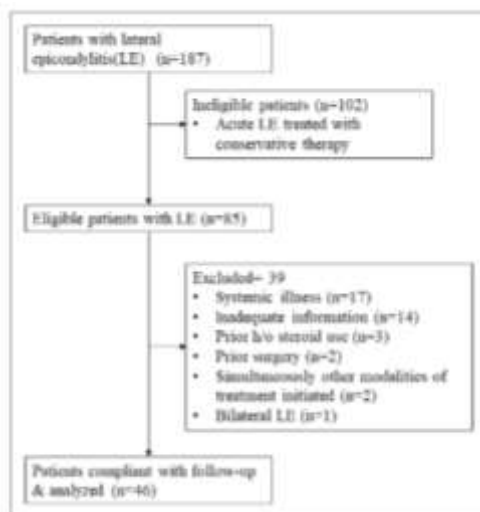 Patients with lateral
epicondylitis(LE) (n=187)
Ineligible patients (n=102)
• Acute LE treated with
conservative therapy
Eligible patients with LE (n=85)
Excluded= 39
• Systemic illness (n=17)
• Inadequate information (n=14)
• Prior h/o steroid use (n=3)
• Prior surgery (n=2)
• Simultaneously other modalities of
treatment initiated (n=2)
• Bilateral LE (n=1)
Patients compliant with follow-up
& analyzed (n=46)